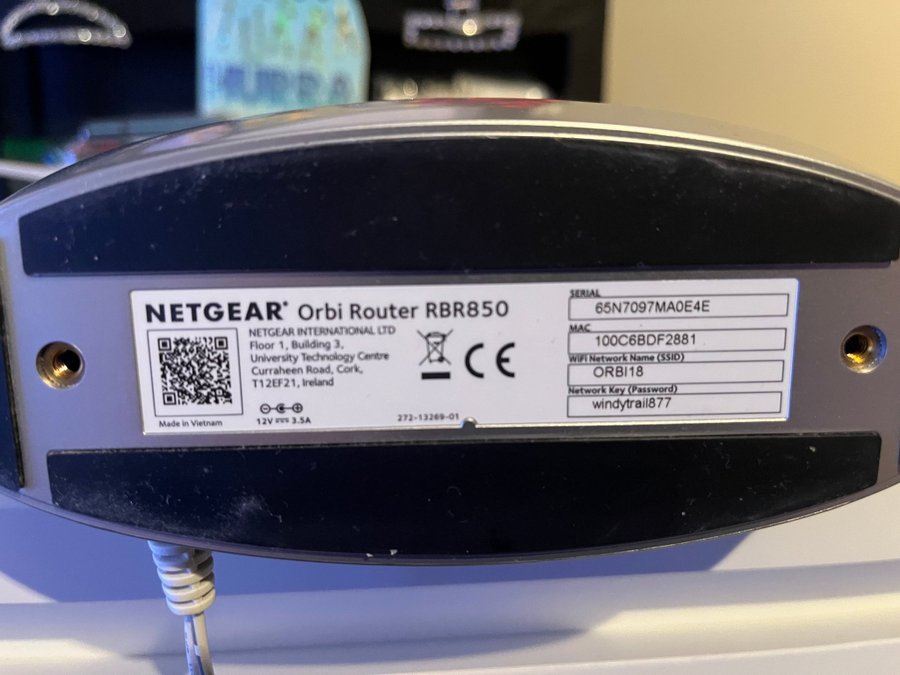 NETGEAR® Orbi Router RBR850
NETGEAR INTERNATIONAL LTD
Floor 1, Building 3,
University Technology Centre
Curraheen Road, Cork,
T12EF21, Ireland
Made in Vietnam
12V 3.5A
272-13269-01
CE
SERIAL
65N7097MA0E4E
MAC
100C6BDF2881
WiFi Network Name (SSID)
ORBI18
Network Key (Password)
windytrail877